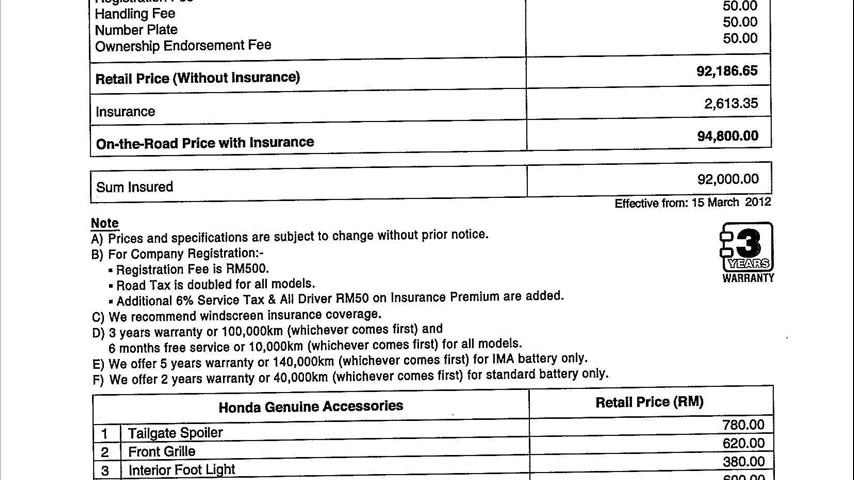 Handling Fee 50.00
Number Plate 50.00
Ownership Endorsement Fee 50.00
Retail Price (Without Insurance) 92,186.65
Insurance 2,613.35
On-the-Road Price with Insurance 94,800.00
Sum Insured 92,000.00
Effective from: 15 March 2012
Note
A) Prices and specifications are subject to change without prior notice.
B) For Company Registration:-
▪ Registration Fee is RM500.
▪ Road Tax is doubled for all models.
▪ Additional 6% Service Tax & All Driver RM50 on Insurance Premium are added.
C) We recommend windscreen insurance coverage.
D) 3 years warranty or 100,000km (whichever comes first) and
6 months free service or 10,000km (whichever comes first) for all models.
E) We offer 5 years warranty or 140,000km (whichever comes first) for IMA battery only.
F) We offer 2 years warranty or 40,000km (whichever comes first) for standard battery only.
3
YEARS
WARRANTY
Honda Genuine Accessories Retail Price (RM)
1 Tailgate Spoiler 780.00
2 Front Grille 620.00
3 Interior Foot Light 380.00